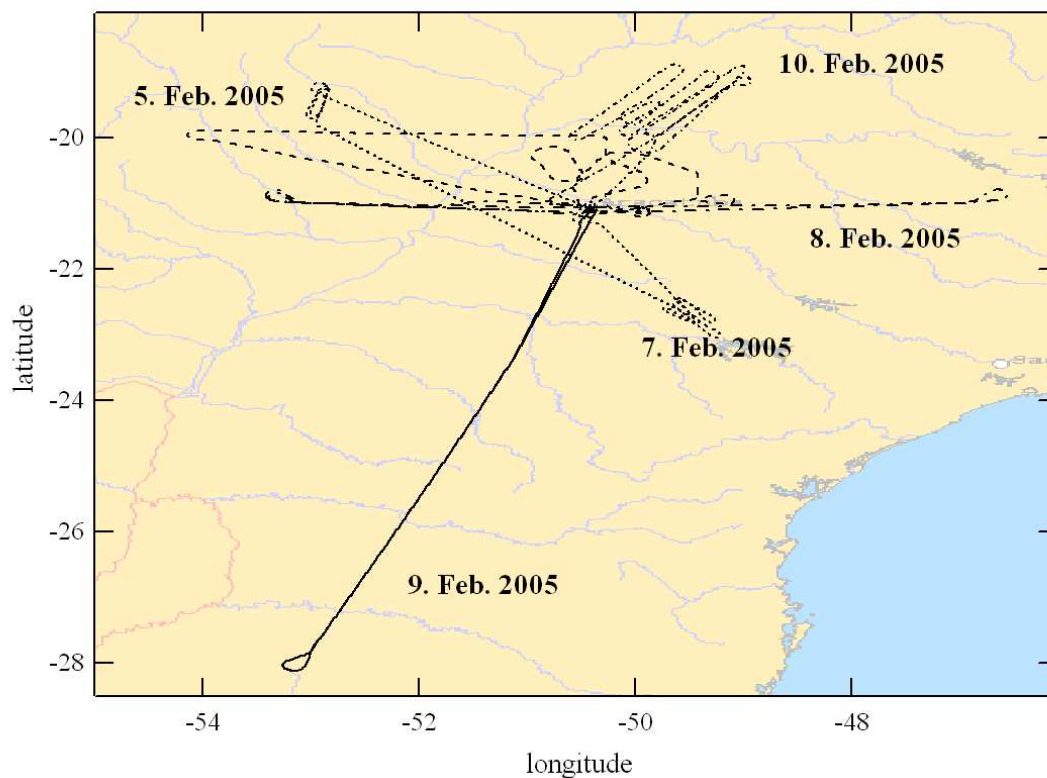 10. Feb. 2005
5. Feb. 2005
-20
8. Feb. 2005
-22
7. Feb. 2005
latitude
-24
-26
9. Feb. 2005
-28
-54
-52
-50
-48
longitude